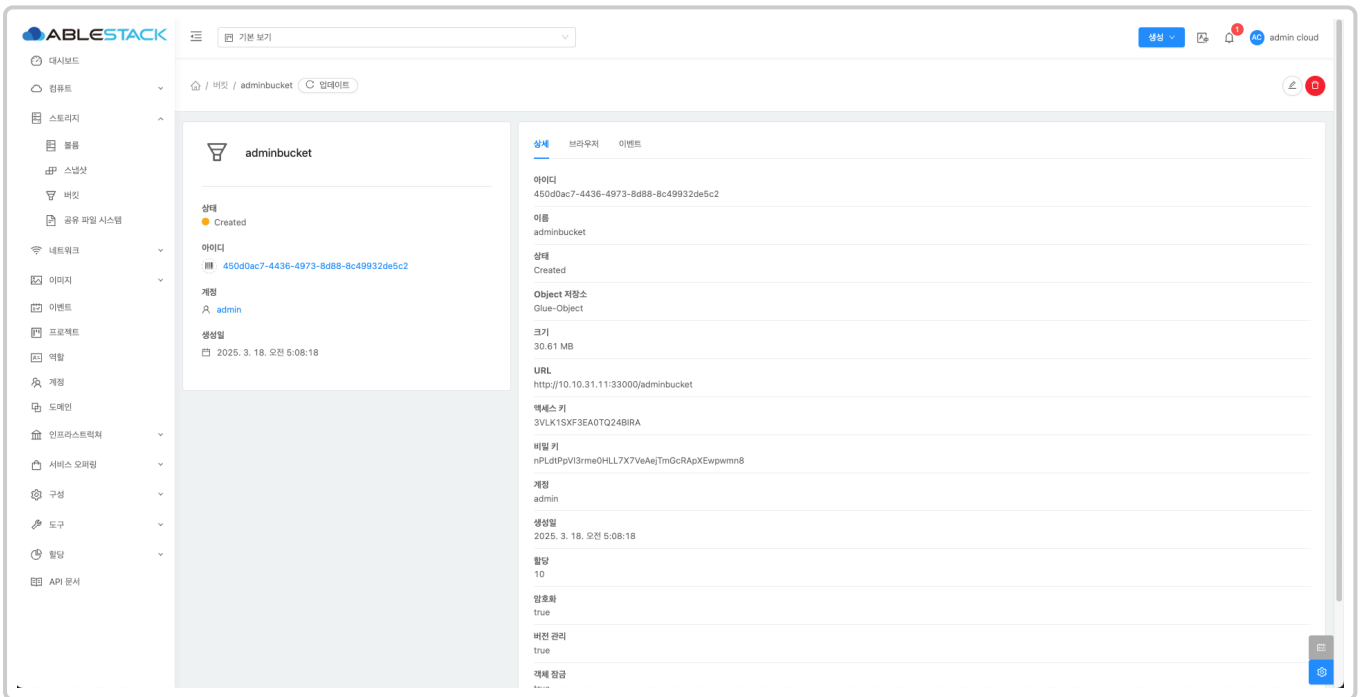 ABLESTACK
기본 보기
생성
1
AC
admin cloud
대시보드
컴퓨트
스토리지
볼륨
스냅샷
버킷
공유 파일 시스템
네트워크
이미지
이벤트
프로젝트
역할
계정
도메인
인프라스트럭쳐
서비스 오퍼링
구성
도구
할당
API 문서
/ 버킷 / adminbucket
업데이트
adminbucket
상태
Created
아이디
450d0ac7-4436-4973-8d88-8c49932de5c2
계정
admin
생성일
2025. 3. 18. 오전 5:08:18
상세 브라우저 이벤트
아이디
450d0ac7-4436-4973-8d88-8c49932de5c2
이름
adminbucket
상태
Created
Object 저장소
Glue-Object
크기
30.61 MB
URL
http://10.10.31.11:33000/adminbucket
액세스 키
3VLK1SXF3EA0TQ24BIRA
비밀 키
nPLdtPpVI3rme0HLL7X7VeAejTmGcRApXEwpwmn8
계정
admin
생성일
2025. 3. 18. 오전 5:08:18
할당
10
암호화
true
버전 관리
true
객체 잠금
true